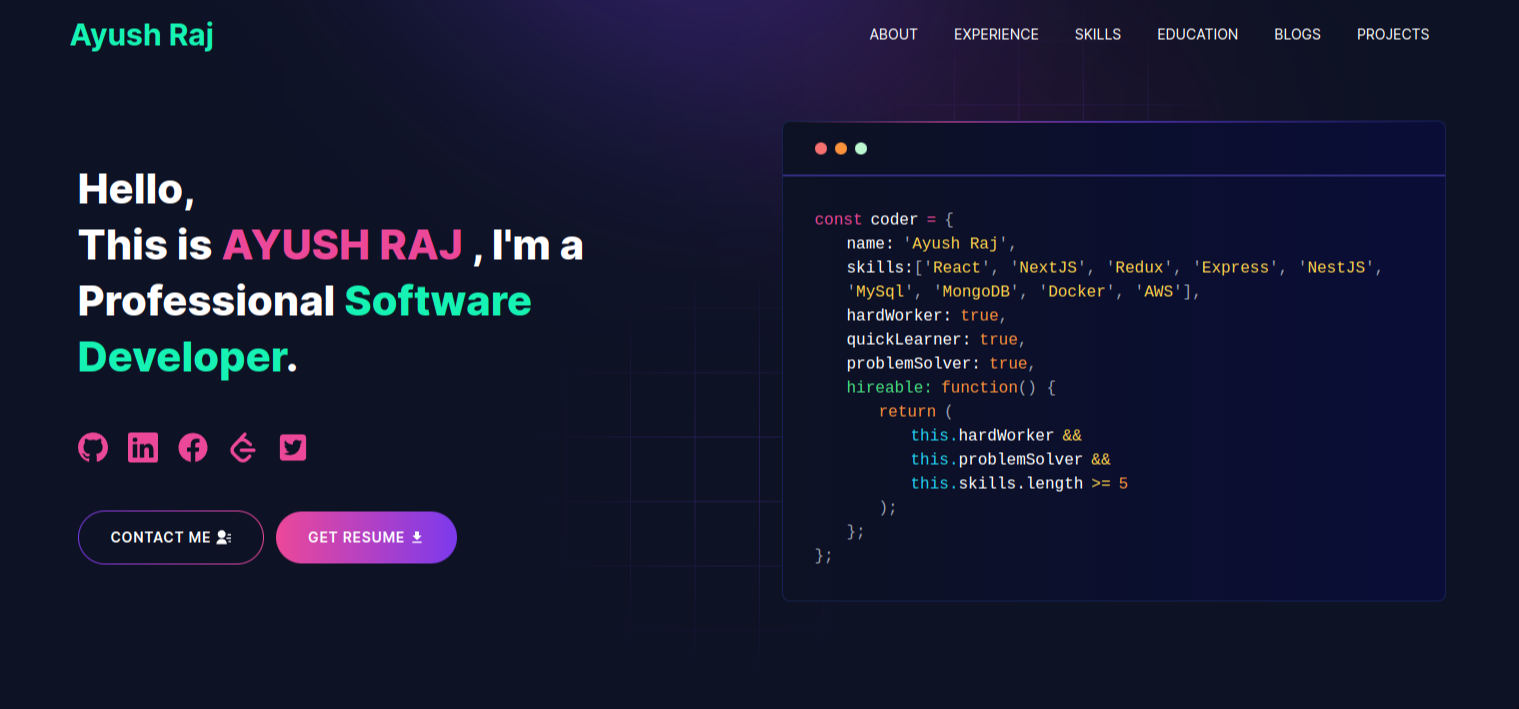 Ayush Raj
ABOUT EXPERIENCE SKILLS EDUCATION BLOGS PROJECTS
Hello,
This is AYUSH RAJ , I'm a
Professional Software
Developer.
CONTACT ME GET RESUME
const coder = {
name: 'Ayush Raj',
skills:['React', 'NextJS', 'Redux', 'Express', 'NestJS',
'MySql', 'MongoDB', 'Docker', 'AWS'],
hardWorker: true,
quickLearner: true,
problemSolver: true,
hireable: function() {
return (
this.hardWorker &&
this.problemSolver &&
this.skills.length >= 5
);
};
};